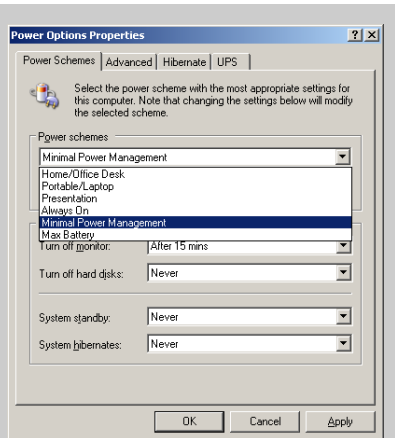 Power Options Properties
Power Schemes Advanced Hibernate UPS
Select the power scheme with the most appropriate settings for
this computer. Note that changing the settings below will modify
the selected scheme.
Power schemes
Minimal Power Management
Home/Office Desk
Portable/Laptop
Presentation
Always On
Minimal Power Management
Max Battery
Turn off monitor: After 15 mins
Turn off hard disks: Never
System standby: Never
System hibernates: Never
OK Cancel Apply